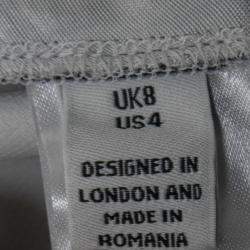 UK8
US4
DESIGNED IN
LONDON AND
MADE IN
ROMANIA